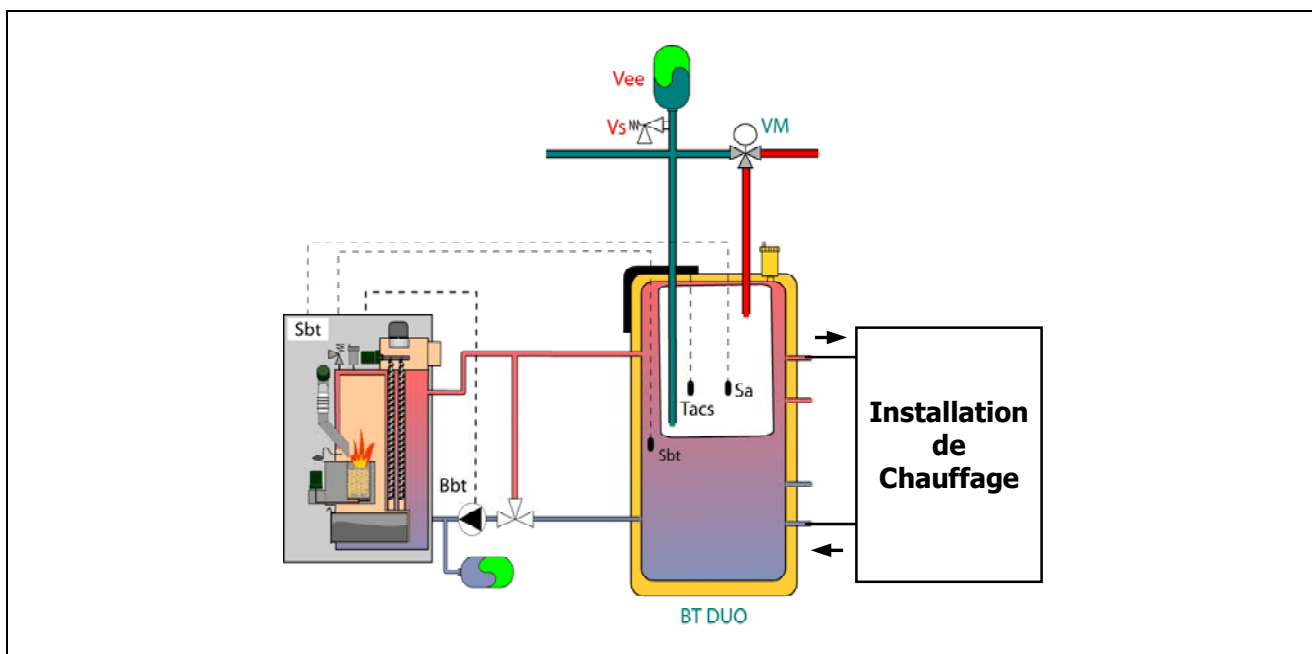 Vee
Vs
VM
Sbt
Tacs
Sa
Sbt
Bbt
Installation
de
Chauffage
BT DUO